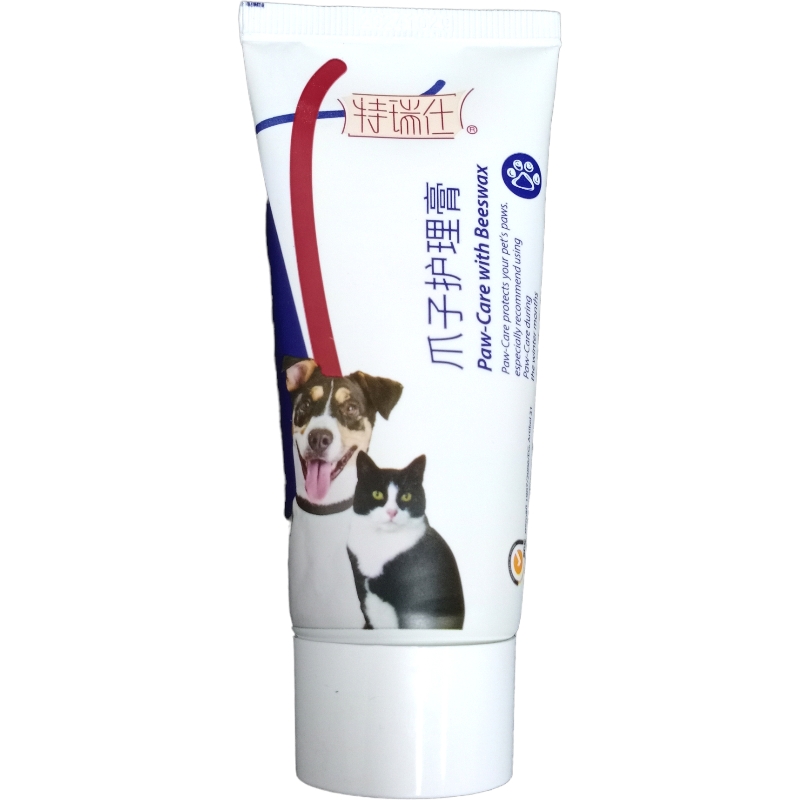 特瑞仕
®
爪子护理膏
Paw-Care with Beeswax
Paw-Care protects your pet's paws.
especially recommend using
Paw-Care during
the winter months